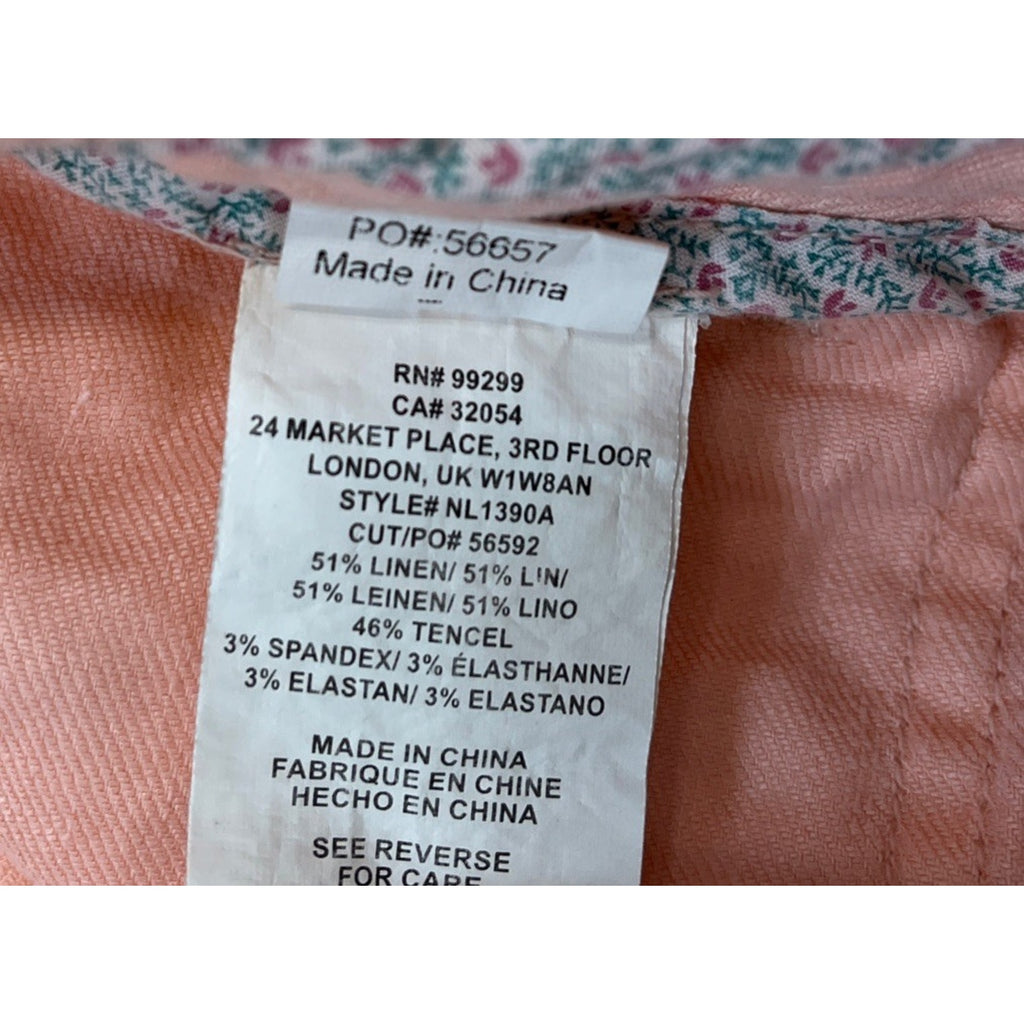 PO#:56657
Made in China
RN# 99299
CA# 32054
24 MARKET PLACE, 3RD FLOOR
LONDON, UK W1W8AN
STYLE# NL1390A
CUT/PO# 56592
51% LINEN/ 51% LIN/
51% LEINEN/ 51% LINO
46% TENCEL
3% SPANDEX/ 3% ÉLASTHANNE/
3% ELASTAN/ 3% ELASTANO
MADE IN CHINA
FABRIQUE EN CHINE
HECHO EN CHINA
SEE REVERSE
FOR CARE